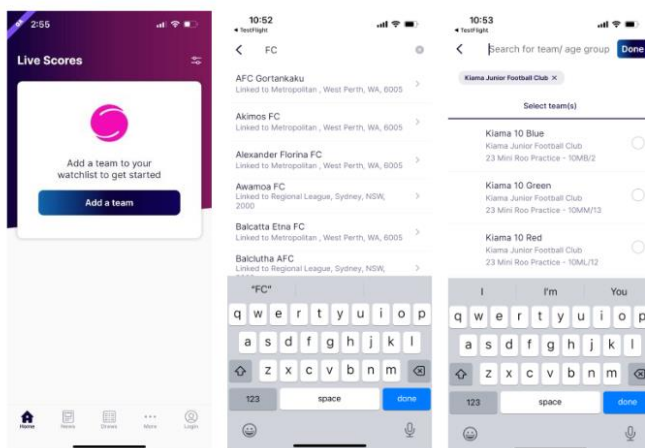 2:55
Live Scores
Add a team to your
watchlist to get started
Add a team
Home
News
Draws
More
Login
10:52
TestFlight
FC
AFC Gortankaku
Linked to Metropolitan , West Perth, WA, 6005
Akimos FC
Linked to Metropolitan , West Perth, WA, 6005
Alexander Florina FC
Linked to Metropolitan , West Perth, WA, 6005
Awamoa FC
Linked to Regional League, Sydney, NSW,
2000
Balcatta Etna FC
Linked to Metropolitan , West Perth, WA, 6005
Balclutha AFC
Linked to Regional League, Sydney, NSW,
"FC"
q w e r t y u i o p
a s d f g h j k l
z x c v b n m
123 space done
10:53
TestFlight
Search for team/ age group Done
Kiama Junior Football Club ×
Select team(s)
Kiama 10 Blue
Kiama Junior Football Club
23 Mini Roo Practice - 10MB/2
Kiama 10 Green
Kiama Junior Football Club
23 Mini Roo Practice - 10MM/13
Kiama 10 Red
Kiama Junior Football Club
23 Mini Roo Practice - 10ML/12
I I'm You
q w e r t y u i o p
a s d f g h j k l
z x c v b n m
123 space done